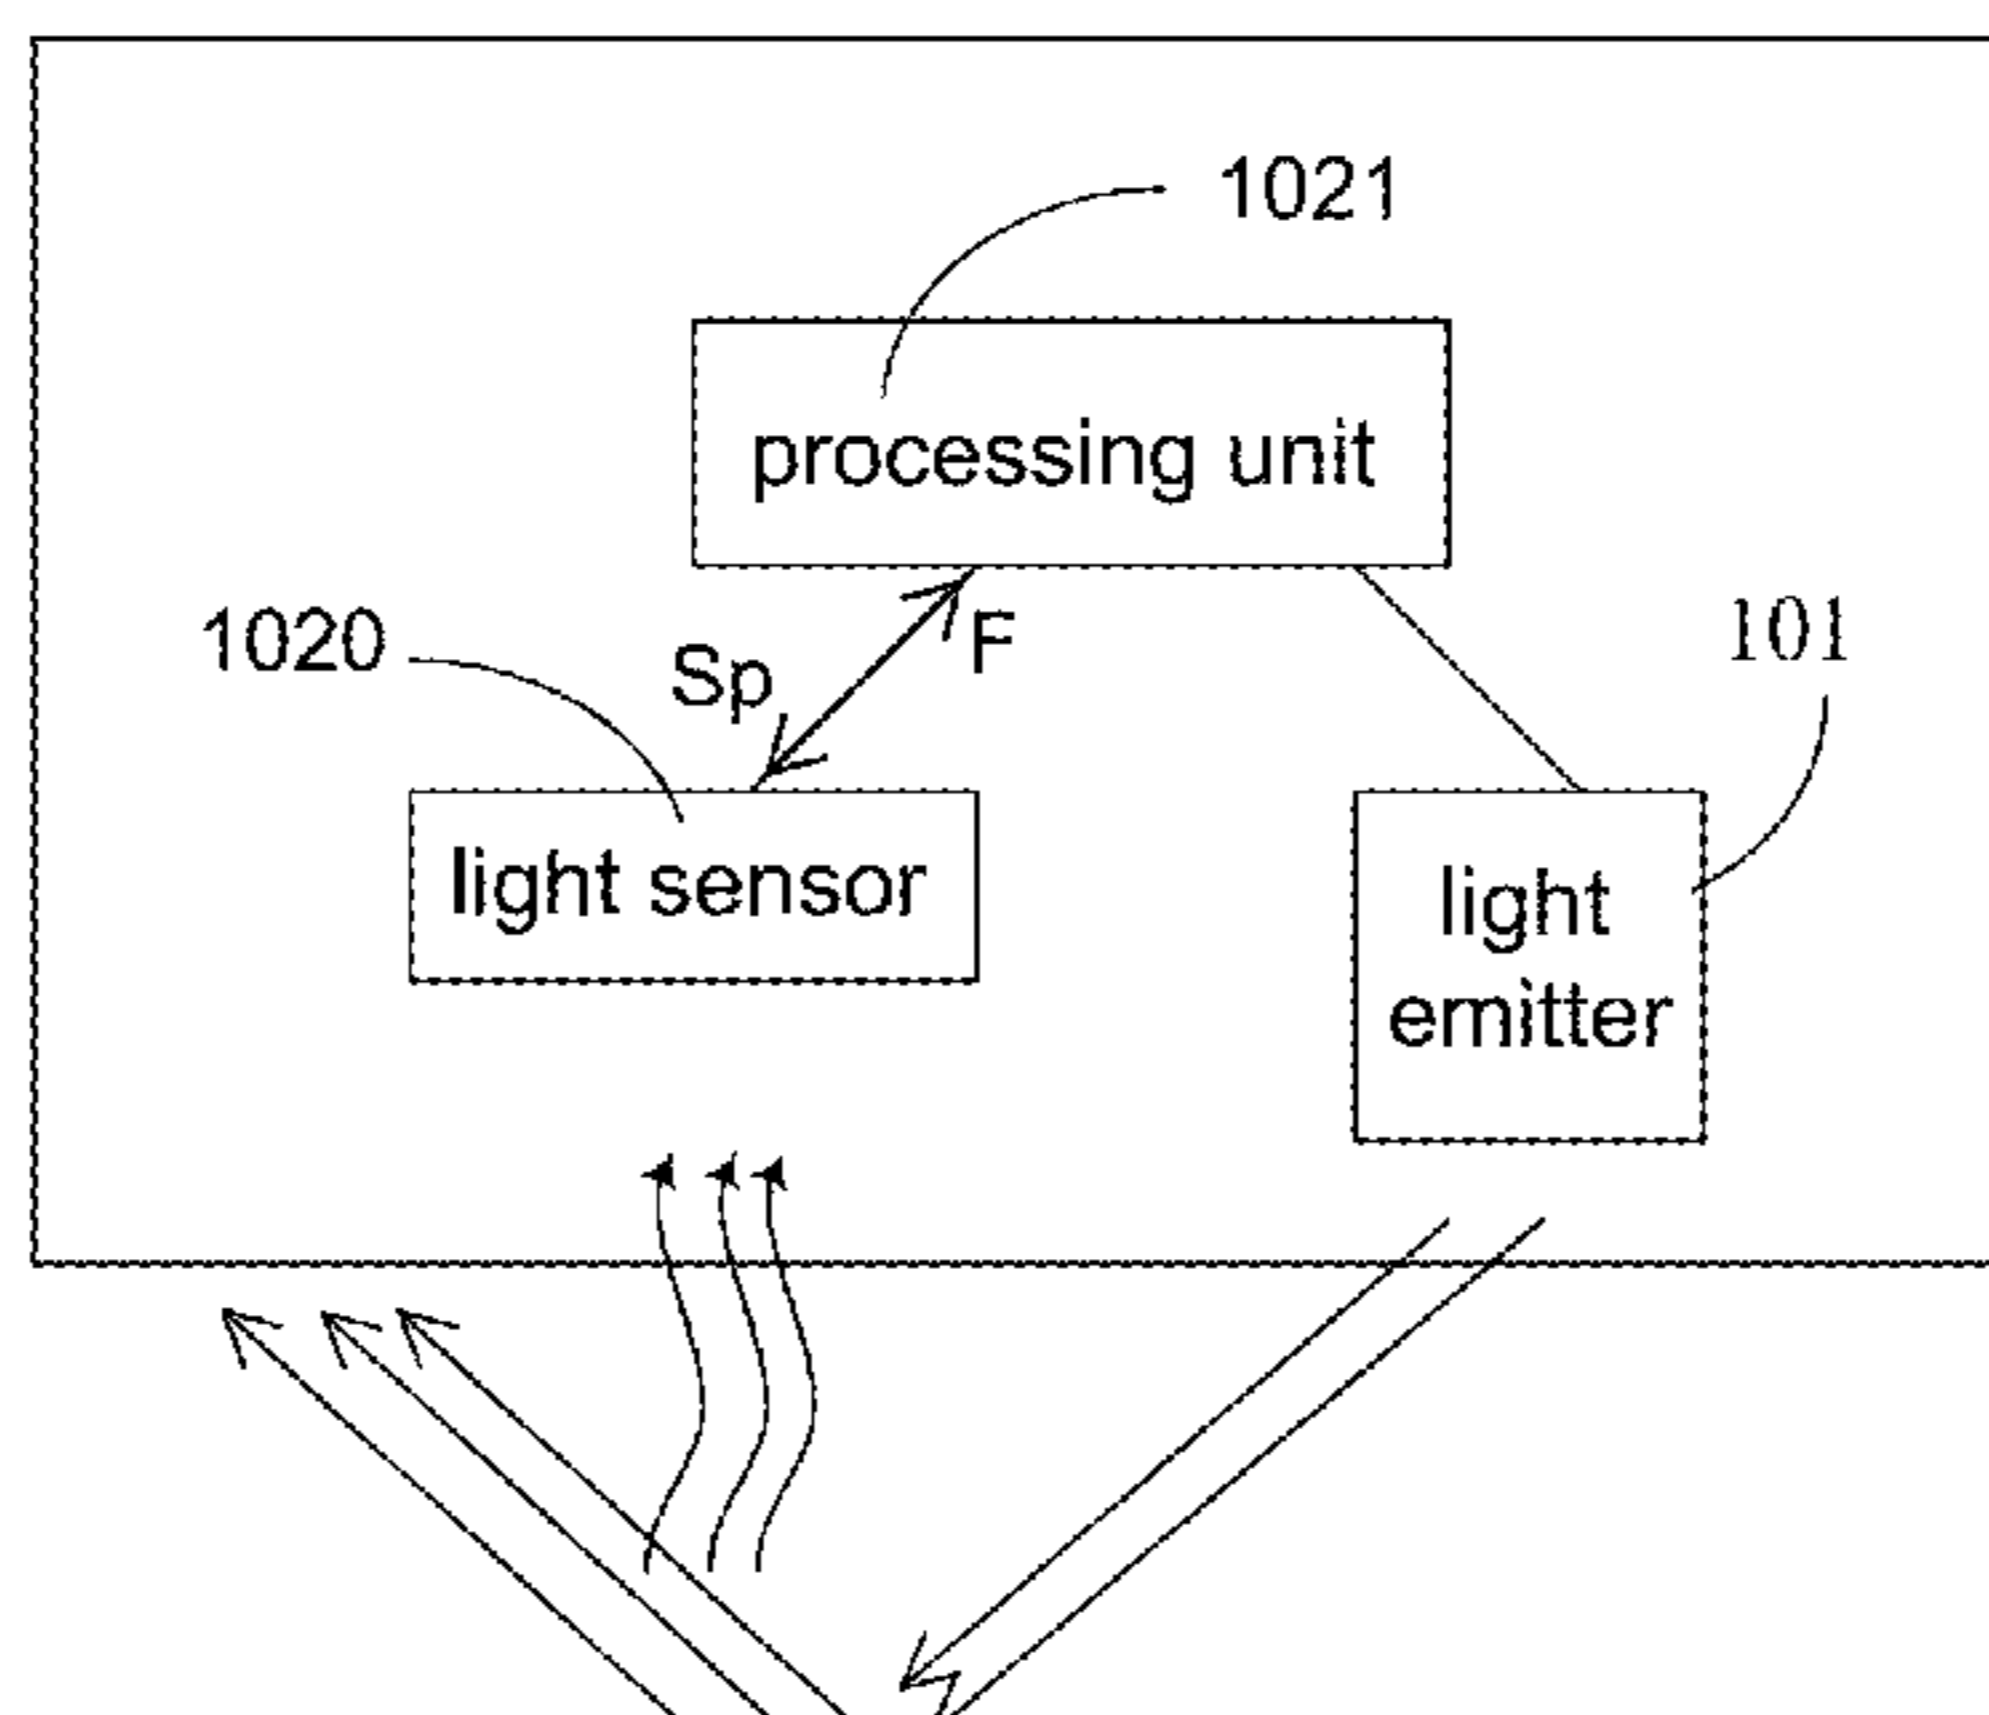 1021
processing unit
1020
Sp
F
101
light sensor
light
emitter